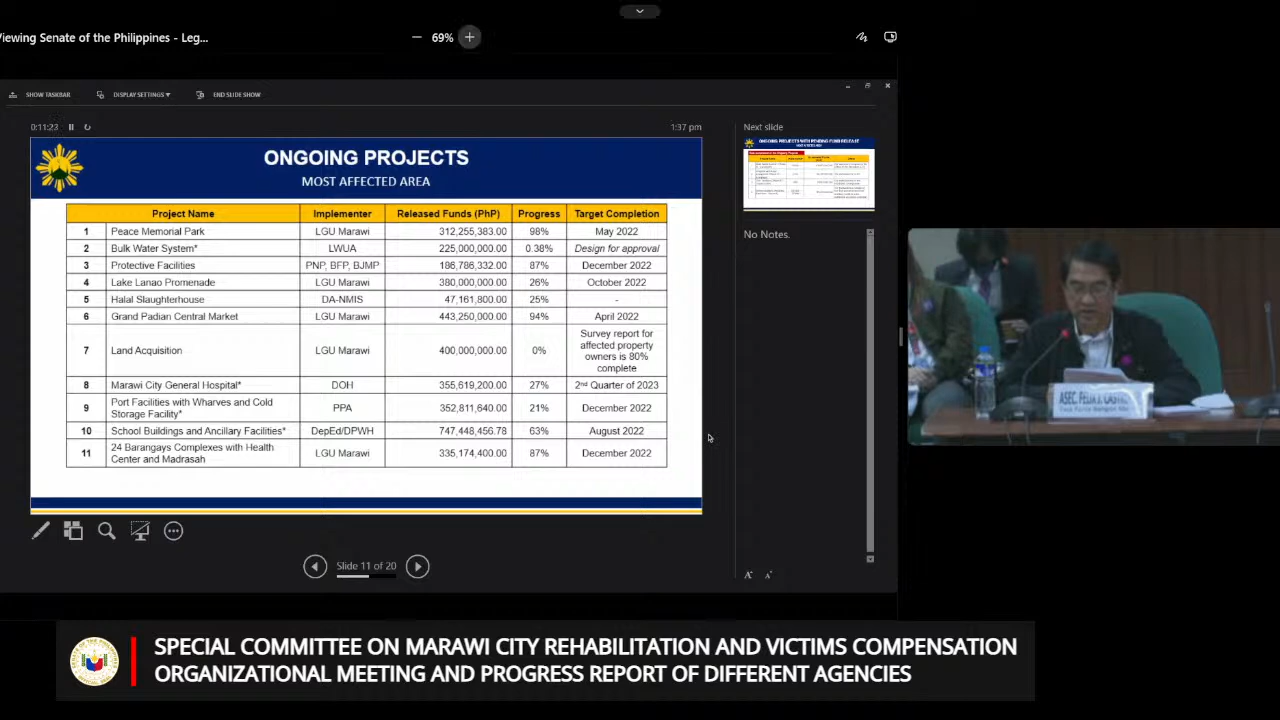 Viewing Senate of the Philippines - Leg...
69%
SHOW TASKBAR
DISPLAY SETTINGS
END SLIDE SHOW
0:11:23
1:37 pm
ONGOING PROJECTS
MOST AFFECTED AREA
Project Name Implementer Released Funds (PhP) Progress Target Completion
1 Peace Memorial Park LGU Marawi 312,255,383.00 98% May 2022
2 Bulk Water System* LWUA 225,000,000.00 0.38% Design for approval
3 Protective Facilities PNP, BFP, BJMP 186,786,332.00 87% December 2022
4 Lake Lanao Promenade LGU Marawi 380,000,000.00 26% October 2022
5 Halal Slaughterhouse DA-NMIS 47,161,800.00 25% -
6 Grand Padian Central Market LGU Marawi 443,250,000.00 94% April 2022
7 Land Acquisition LGU Marawi 400,000,000.00 0% Survey report for
affected property
owners is 80%
complete
8 Marawi City General Hospital* DOH 355,619,200.00 27% 2nd Quarter of 2023
9 Port Facilities with Wharves and Cold
Storage Facility* PPA 352,811,640.00 21% December 2022
10 School Buildings and Ancillary Facilities* DepEd/DPWH 747,448,456.78 63% August 2022
11 24 Barangays Complexes with Health
Center and Madrasah LGU Marawi 335,174,400.00 87% December 2022
Slide 11 of 20
Next slide
ONGOING PROJECTS WITH PENDING FUND RELEASE
No Notes.
ASEC. FELIX
SPECIAL COMMITTEE ON MARAWI CITY REHABILITATION AND VICTIMS COMPENSATION
ORGANIZATIONAL MEETING AND PROGRESS REPORT OF DIFFERENT AGENCIES